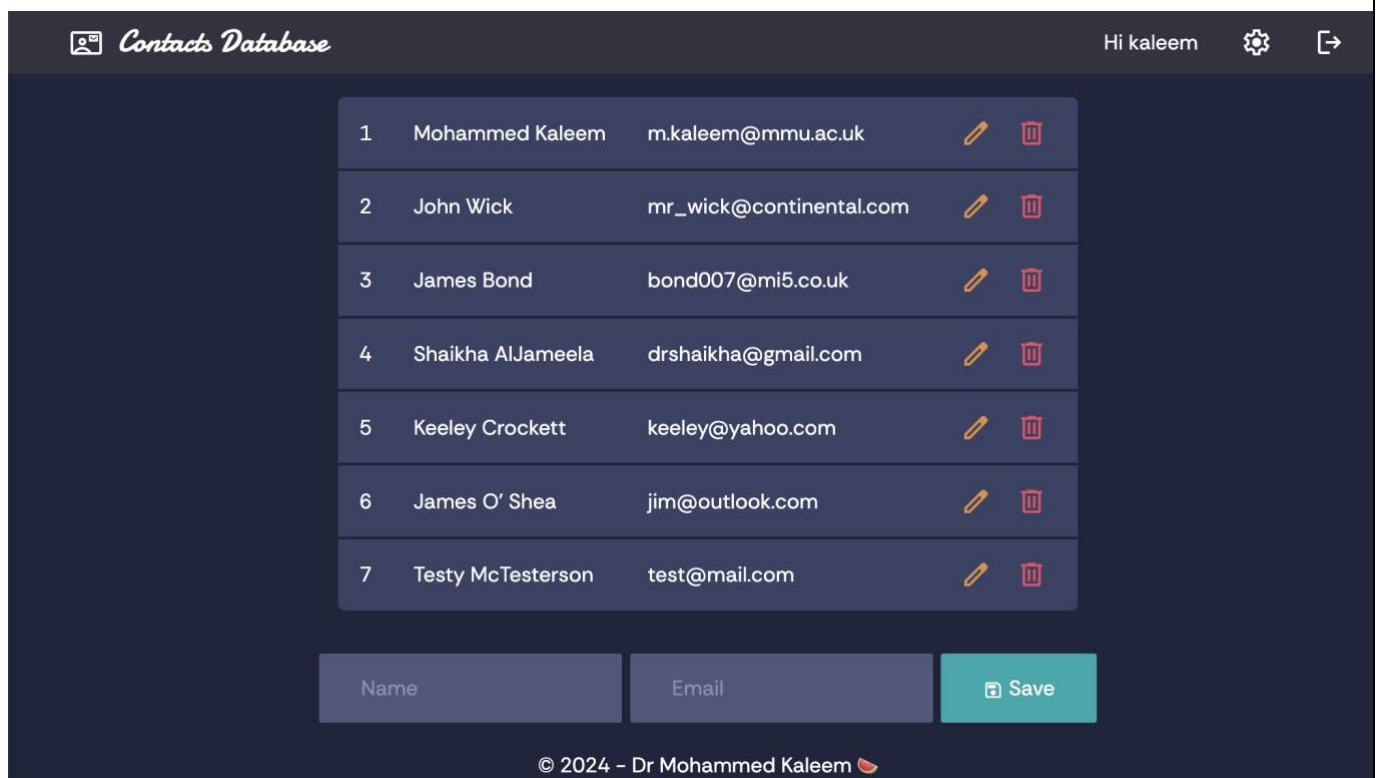 Contacts Database Hi kaleem
1 Mohammed Kaleem m.kaleem@mmu.ac.uk
2 John Wick mr_wick@continental.com
3 James Bond bond007@mi5.co.uk
4 Shaikha AlJameela drshaikha@gmail.com
5 Keeley Crockett keeley@yahoo.com
6 James O’ Shea jim@outlook.com
7 Testy McTesterson test@mail.com
Name Email Save
© 2024 – Dr Mohammed Kaleem 🍉